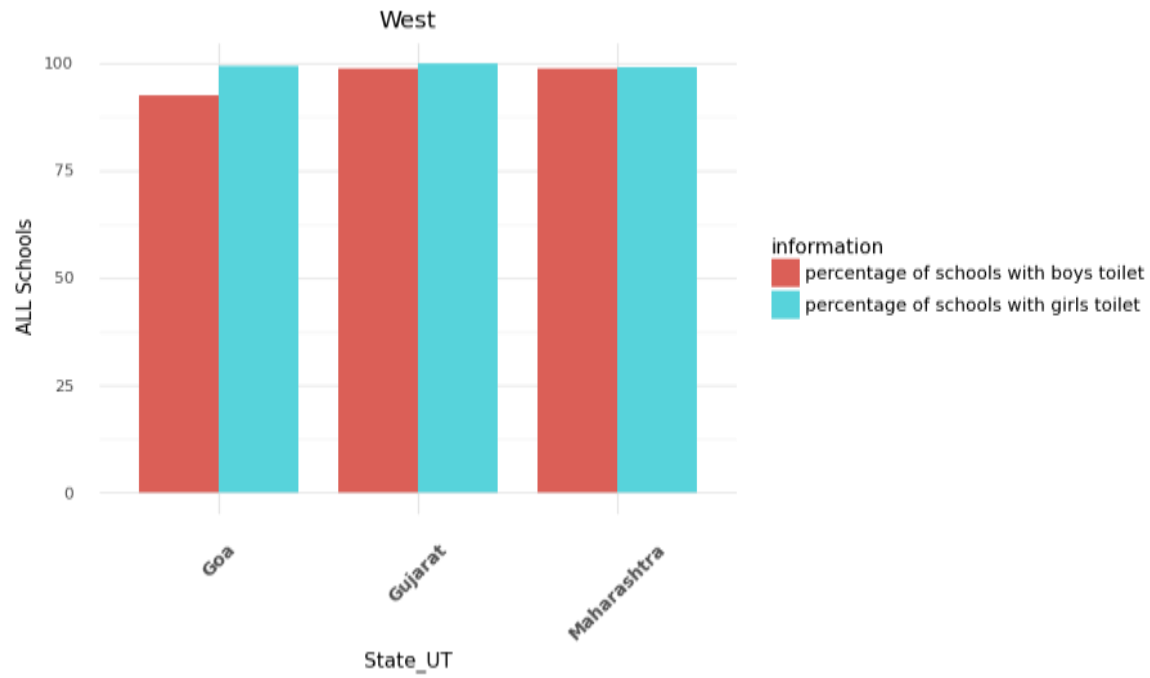 West
100
75
50
25
0
ALL Schools
Goa
Gujarat
Maharashtra
State_UT
information
percentage of schools with boys toilet
percentage of schools with girls toilet